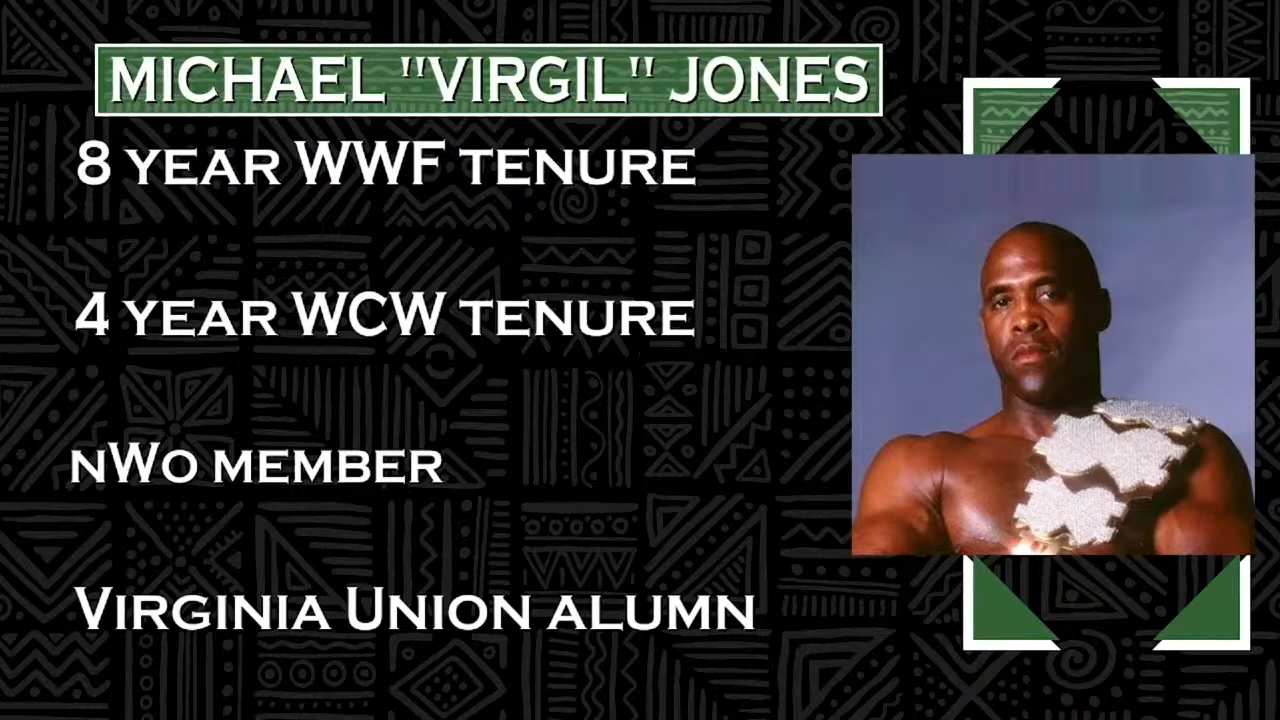 MICHAEL "VIRGIL" JONES
8 YEAR WWF TENURE
4 YEAR WCW TENURE
nWo MEMBER
VIRGINIA UNION ALUMN